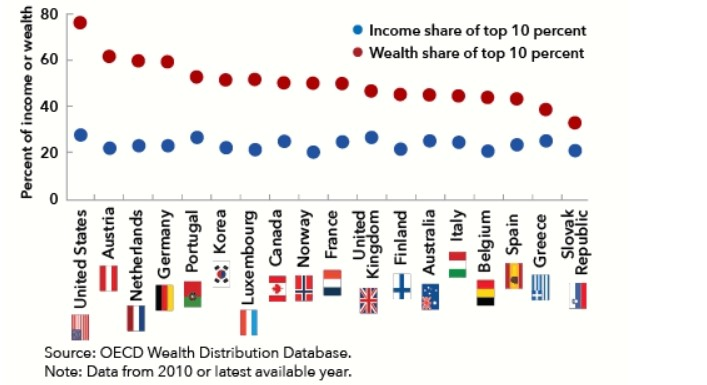 80
60
40
20
0
Percent of income or wealth
Income share of top 10 percent
Wealth share of top 10 percent
United States
Austria
Netherlands
Germany
Portugal
Korea
Luxembourg
Canada
Norway
France
United
Kingdom
Finland
Australia
Italy
Belgium
Spain
Greece
Slovak
Republic
Source: OECD Wealth Distribution Database.
Note: Data from 2010 or latest available year.